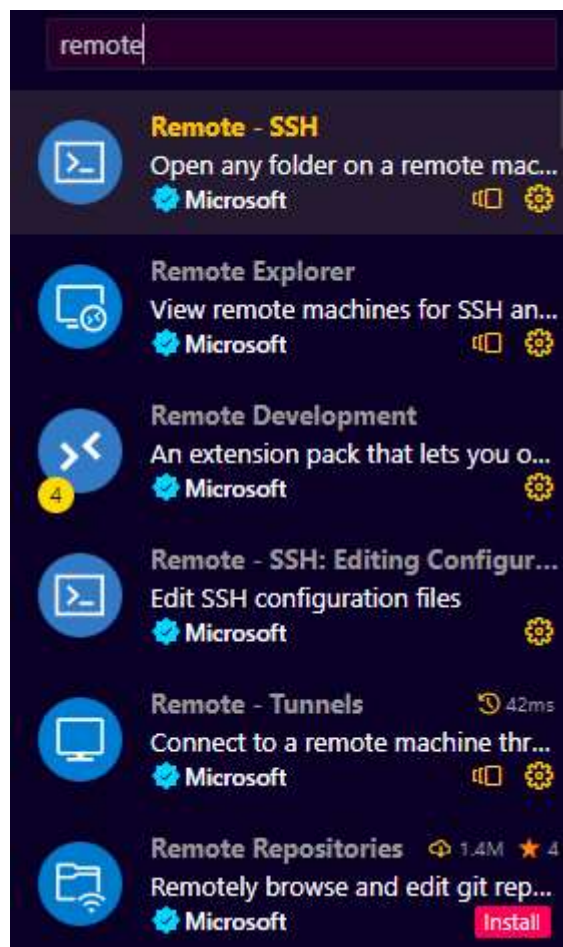 remote
Remote - SSH
Open any folder on a remote mac...
Microsoft
Remote Explorer
View remote machines for SSH an...
Microsoft
Remote Development
An extension pack that lets you o...
4
Microsoft
Remote - SSH: Editing Configur...
Edit SSH configuration files
Microsoft
Remote - Tunnels 42ms
Connect to a remote machine thr...
Microsoft
Remote Repositories 1.4M 4
Remotely browse and edit git rep...
Microsoft Install